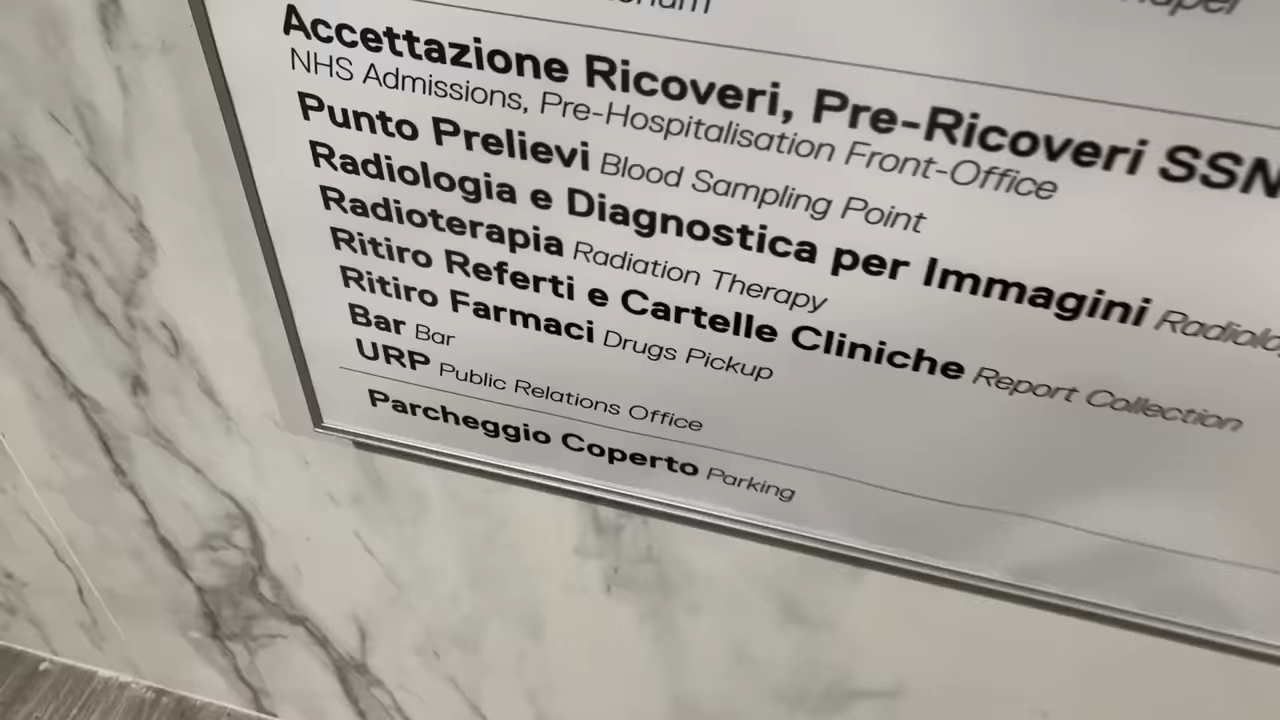 Accettazione Ricoveri, Pre-Ricoveri SSN
NHS Admissions, Pre-Hospitalisation Front-Office
Punto Prelievi Blood Sampling Point
Radiologia e Diagnostica per Immagini
Radioterapia Radiation Therapy
Ritiro Referti e Cartelle Cliniche Report Collection
Ritiro Farmaci Drugs Pickup
Bar Bar
URP Public Relations Office
Parcheggio Coperto Parking